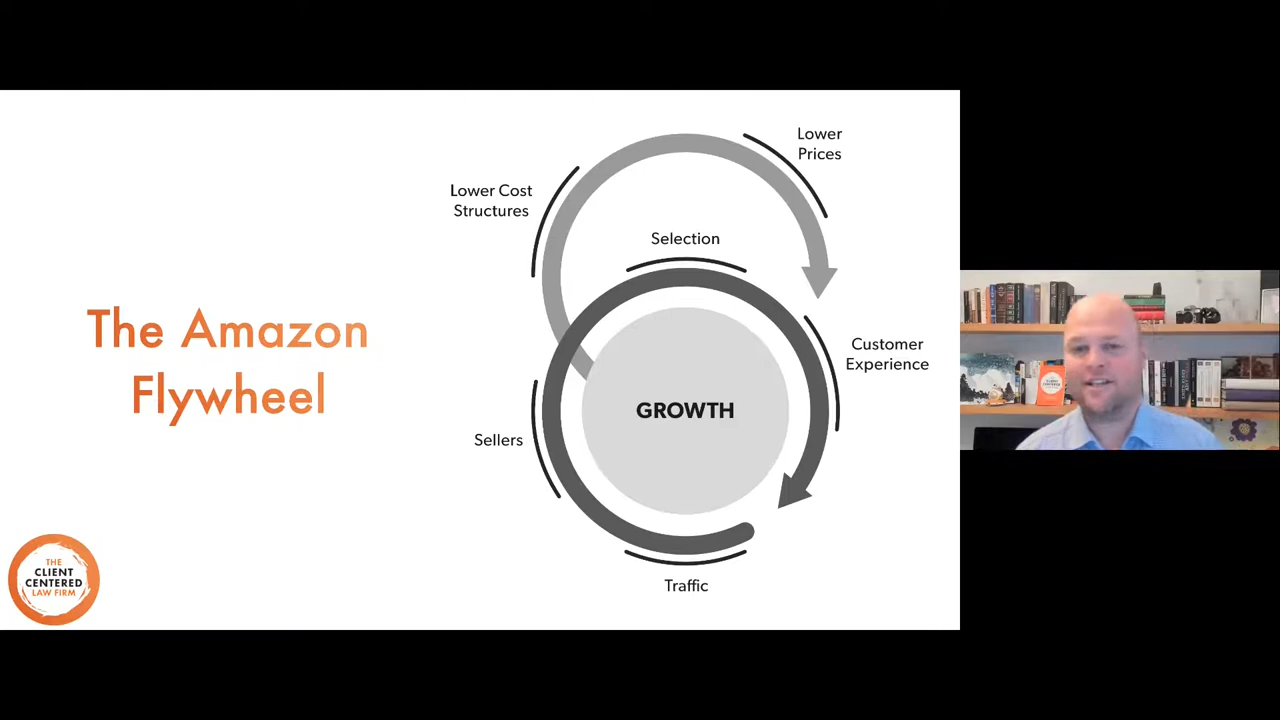 The Amazon
Flywheel
Lower
Prices
Lower Cost
Structures
Selection
Customer
Experience
GROWTH
Sellers
Traffic
THE
CLIENT
CENTERED
LAW FIRM